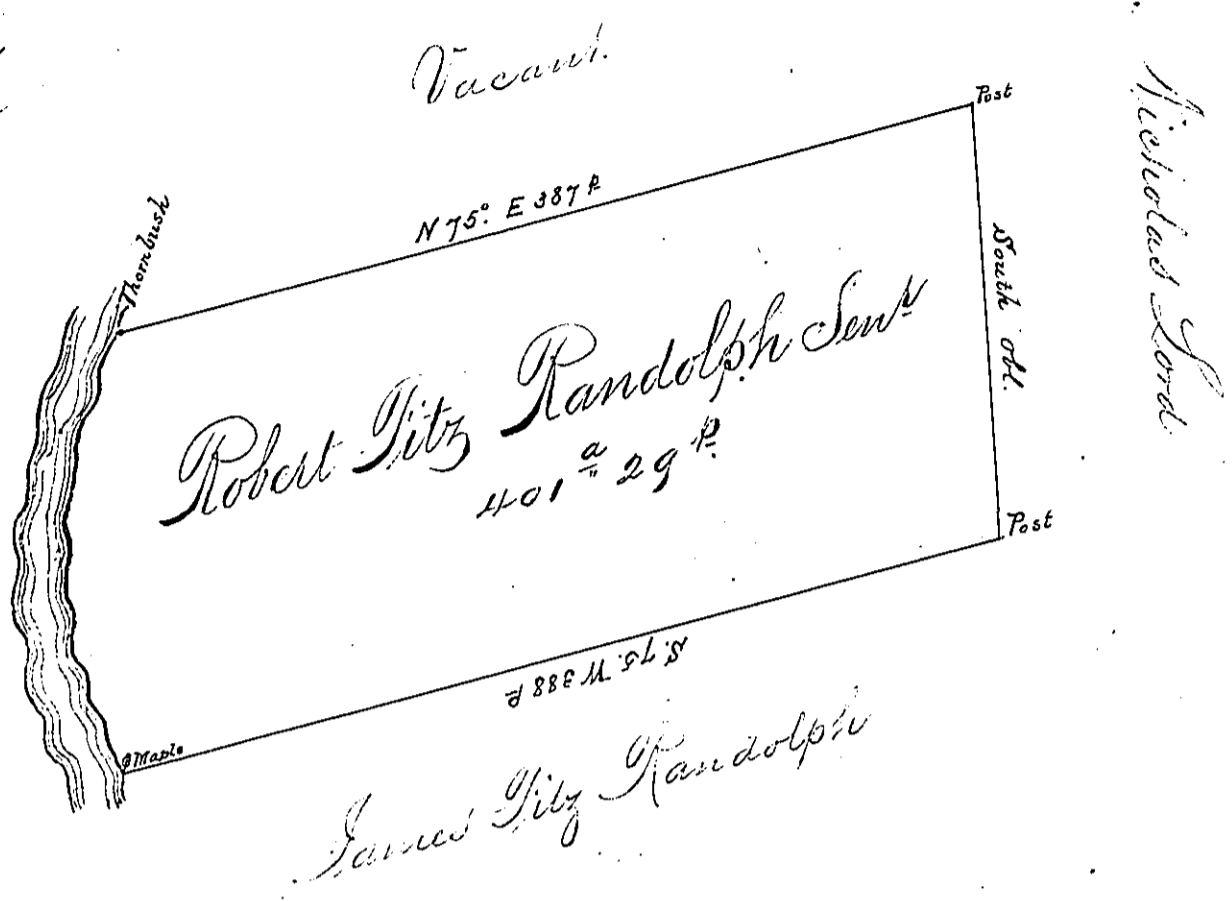 Vacant.
Post
Nicholas Lord
Thornbush
N 75°. E 387 P.
South obl.
Robert Fitz Randolph Senr
401 a 29 P.
Post
S. 75. W 388 P.
Maple
James Fitz Randolph